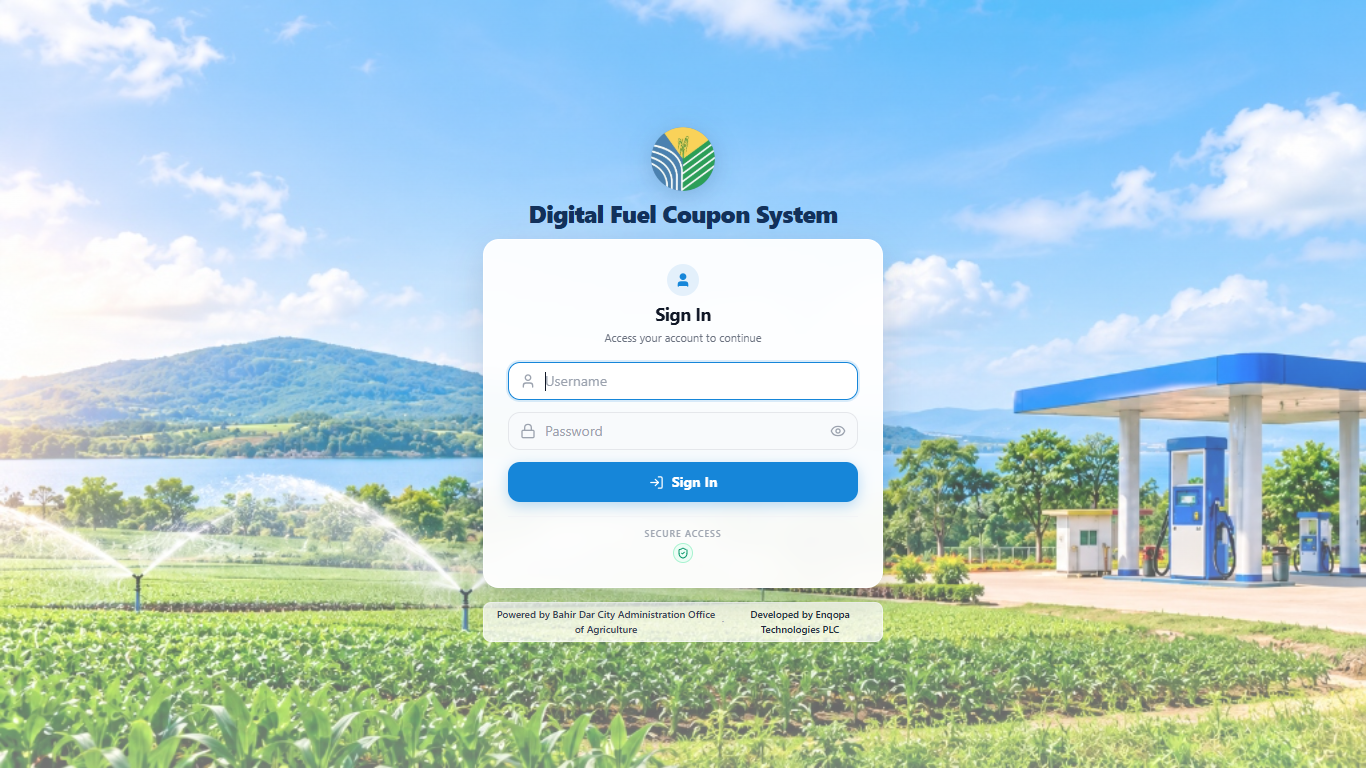 Digital Fuel Coupon System
Sign In
Access your account to continue
Username
Password
Sign In
SECURE ACCESS
Powered by Bahir Dar City Administration Office
of Agriculture
·
Developed by Enqopa
Technologies PLC